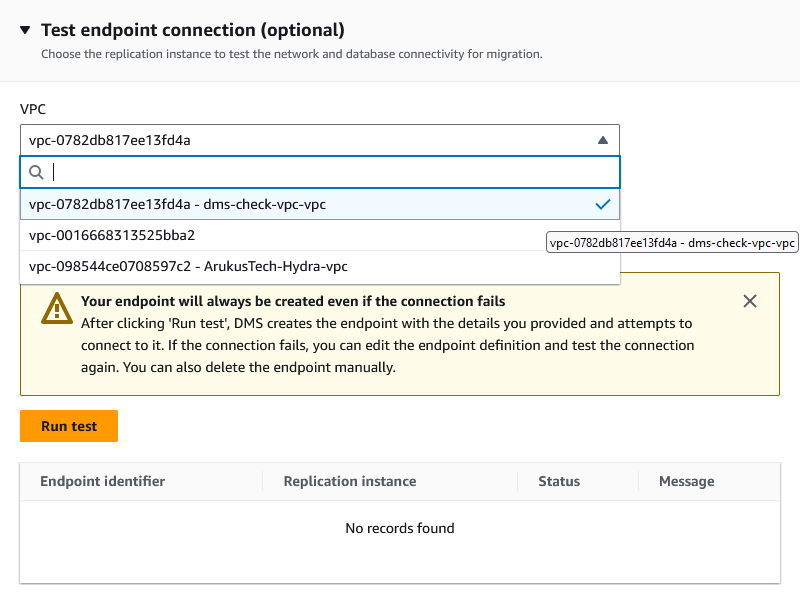 Test endpoint connection (optional)
Choose the replication instance to test the network and database connectivity for migration.
VPC
vpc-0782db817ee13fd4a
vpc-0782db817ee13fd4a - dms-check-vpc-vpc
vpc-0016668313525bba2
vpc-0782db817ee13fd4a - dms-check-vpc-vpc
vpc-098544ce0708597c2 - ArukusTech-Hydra-vpc
Your endpoint will always be created even if the connection fails
After clicking 'Run test', DMS creates the endpoint with the details you provided and attempts to
connect to it. If the connection fails, you can edit the endpoint definition and test the connection
again. You can also delete the endpoint manually.
Run test
Endpoint identifier Replication instance Status Message
No records found